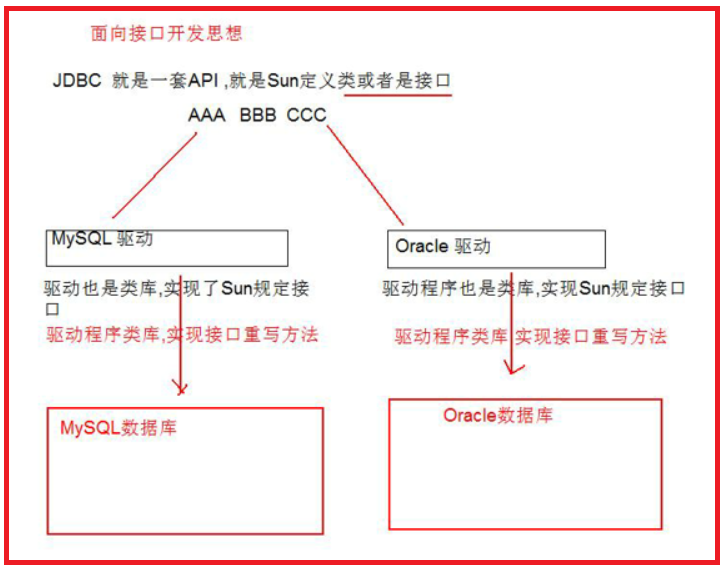 面向接口开发思想
JDBC 就是一套API ,就是Sun定义类或者是接口
AAA BBB CCC
MySQL 驱动
Oracle 驱动
驱动也是类库,实现了Sun规定接
口
驱动程序也是类库,实现Sun规定接口
驱动程序类库,实现接口重写方法
驱动程序类库,实现接口重写方法
MySQL数据库
Oracle数据库